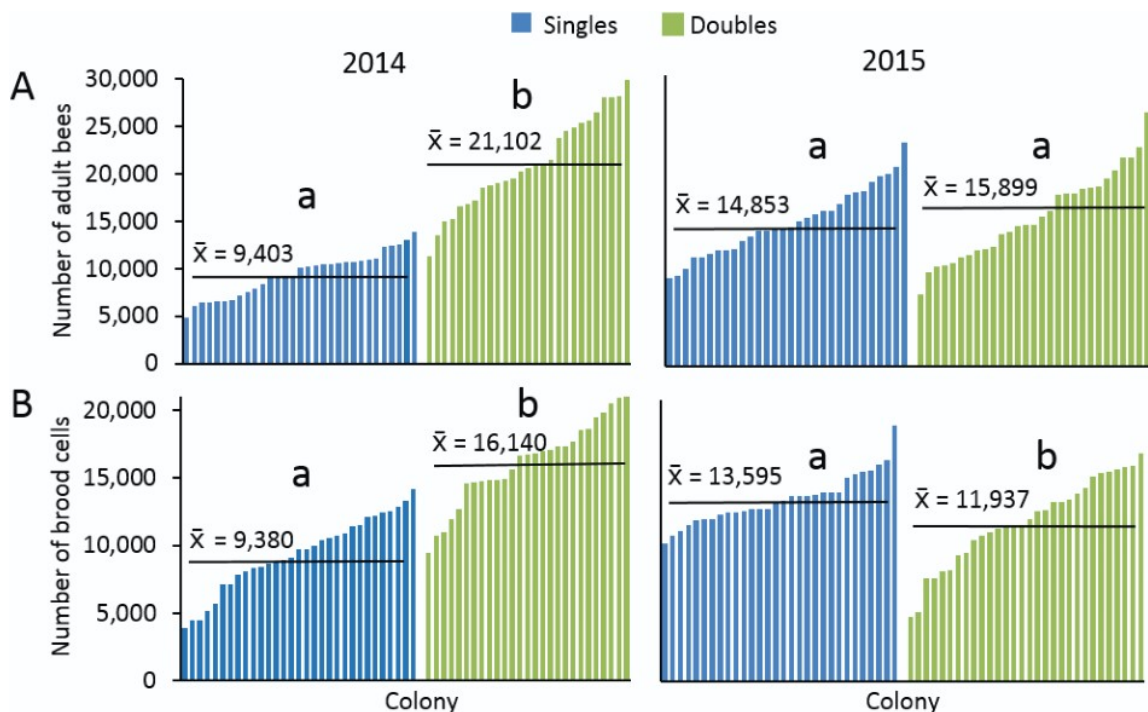 Singles Doubles
2014 2015
A
Number of adult bees
30,000
25,000
20,000
15,000
10,000
5,000
0
a
x̄ = 9,403
b
x̄ = 21,102
a
x̄ = 14,853
a
x̄ = 15,899
B
Number of brood cells
20,000
15,000
10,000
5,000
0
a
x̄ = 9,380
b
x̄ = 16,140
a
x̄ = 13,595
b
x̄ = 11,937
Colony Colony